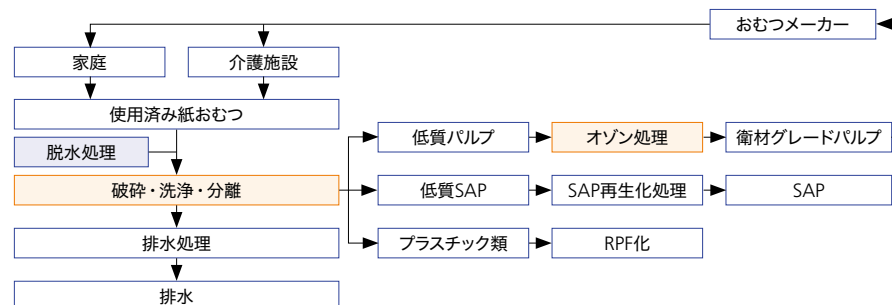 おむつメーカー
家庭
介護施設
使用済み紙おむつ
脱水処理
低質パルプ
オゾン処理
衛材グレードパルプ
破砕・洗浄・分離
低質SAP
SAP再生化処理
SAP
排水処理
プラスチック類
RPF化
排水